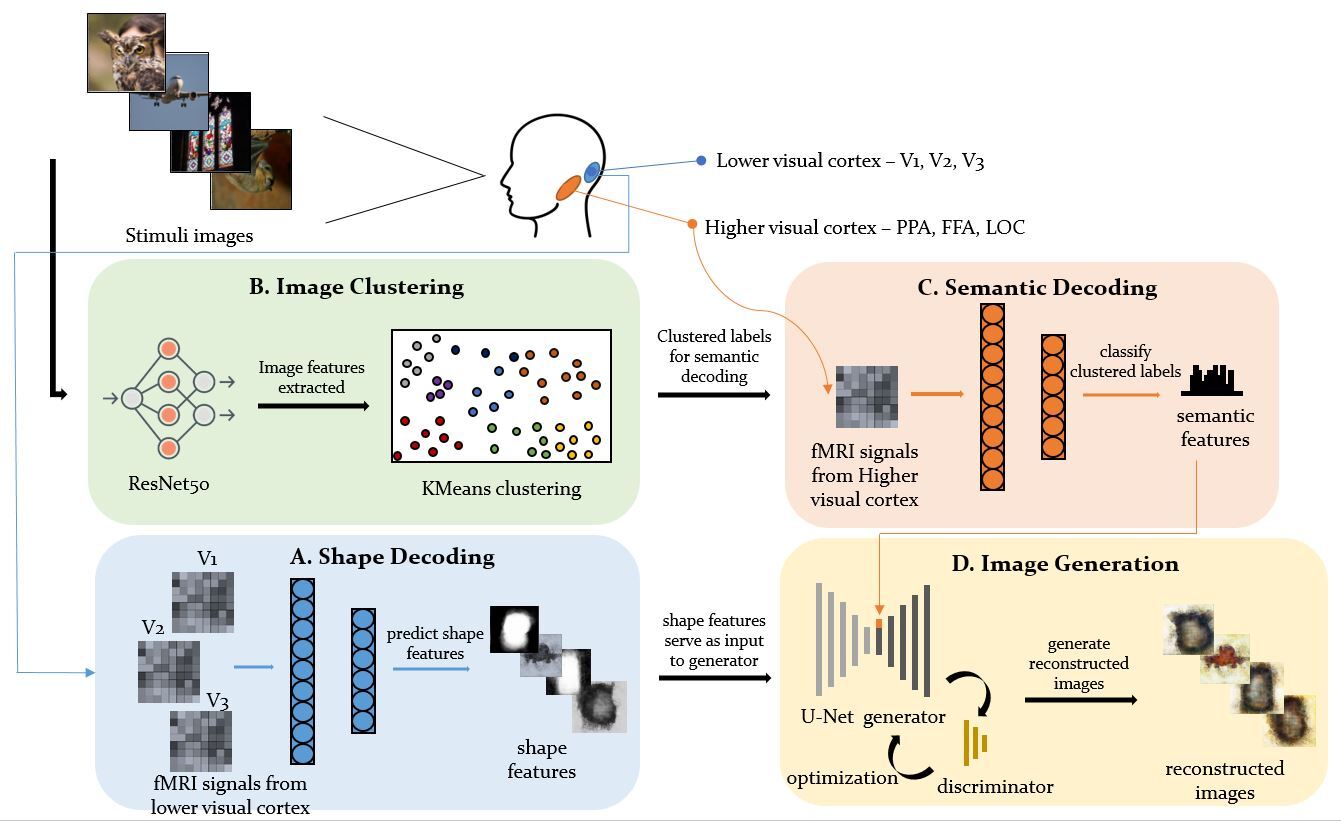 Stimuli images
Lower visual cortex – V1, V2, V3
Higher visual cortex – PPA, FFA, LOC
B. Image Clustering
ResNet50
Image features
extracted
KMeans clustering
Clustered labels
for semantic
decoding
C. Semantic Decoding
fMRI signals
from Higher
visual cortex
classify
clustered labels
semantic
features
A. Shape Decoding
V1
V2
V3
fMRI signals from
lower visual cortex
predict shape
features
shape
features
shape features
serve as input
to generator
D. Image Generation
U-Net generator
optimization
discriminator
generate
reconstructed
images
reconstructed
images